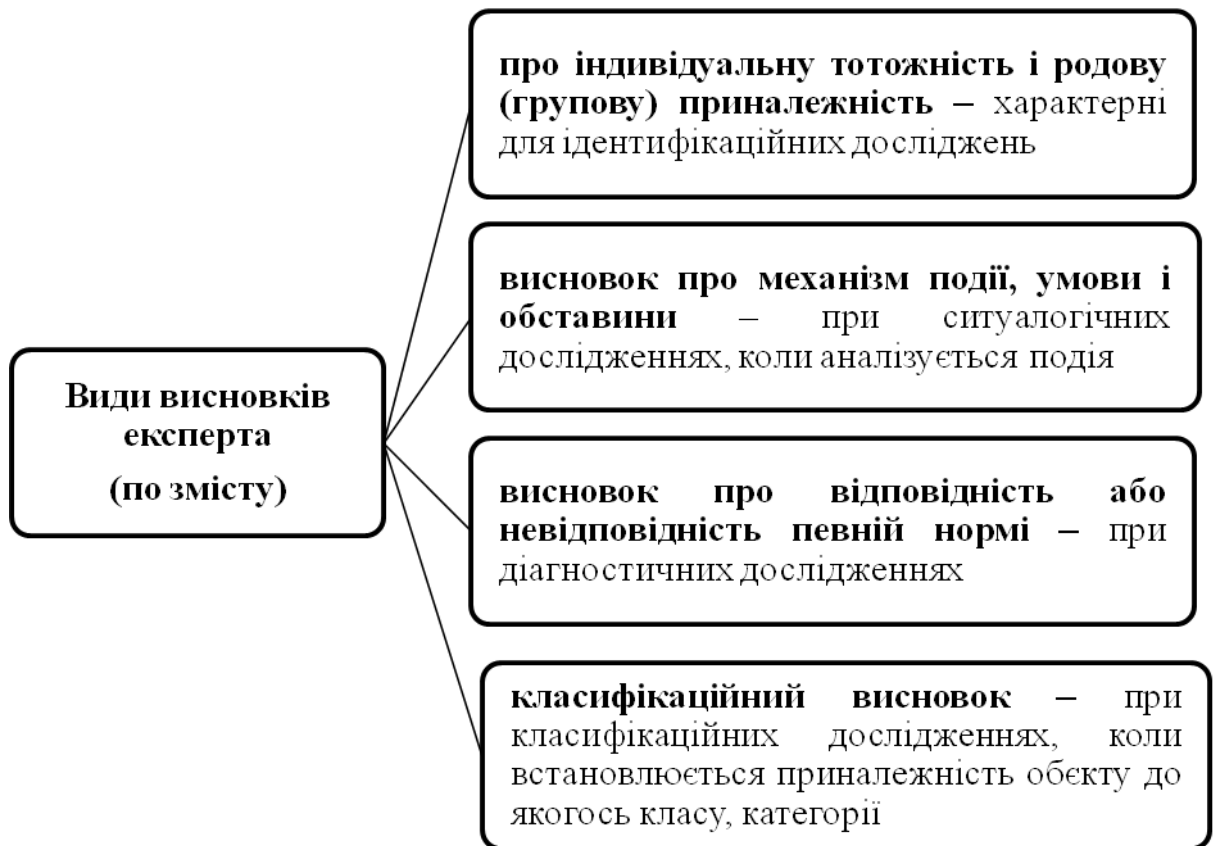 про індивідуальну тотожність і родову
(групову) приналежність – характерні
для ідентифікаційних досліджень
висновок про механізм події, умови і
обставини – при ситуалогічних
дослідженнях, коли аналізується подія
Види висновків
експерта
(по змісту)
висновок про відповідність або
невідповідність певній нормі – при
діагностичних дослідженнях
класифікаційний висновок – при
класифікаційних дослідженнях, коли
встановлюється приналежність обєкту до
якогось класу, категорії